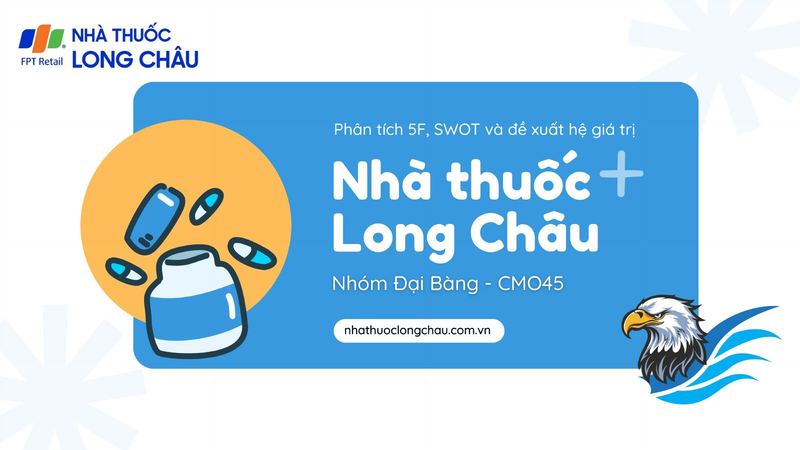 NHÀ THUỐC
LONG CHÂU
FPT Retail
Phân tích 5F, SWOT và đề xuất hệ giá trị
Nhà thuốc
Long Châu
Nhóm Đại Bàng - CMO45
nhathuoclongchau.com.vn